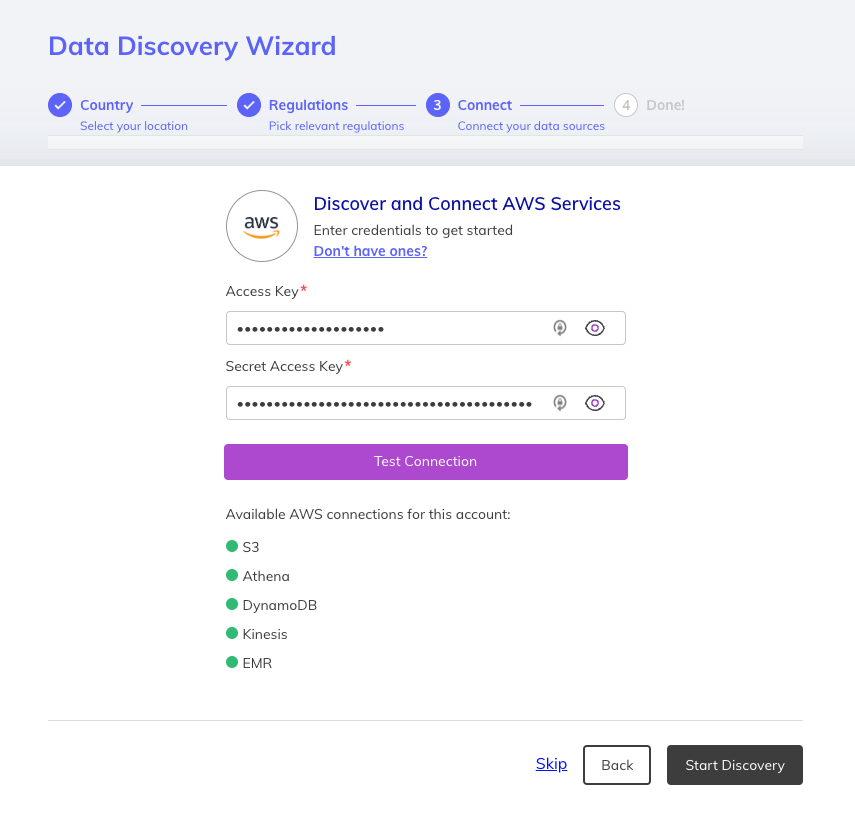 Data Discovery Wizard
Country
Select your location
Regulations
Pick relevant regulations
3 Connect
Connect your data sources
4 Done!
aws
Discover and Connect AWS Services
Enter credentials to get started
Don't have ones?
Access Key*
••••••••••••••••••••
Secret Access Key*
••••••••••••••••••••••••••••••••••••••••
Test Connection
Available AWS connections for this account:
S3
Athena
DynamoDB
Kinesis
EMR
Skip Back Start Discovery